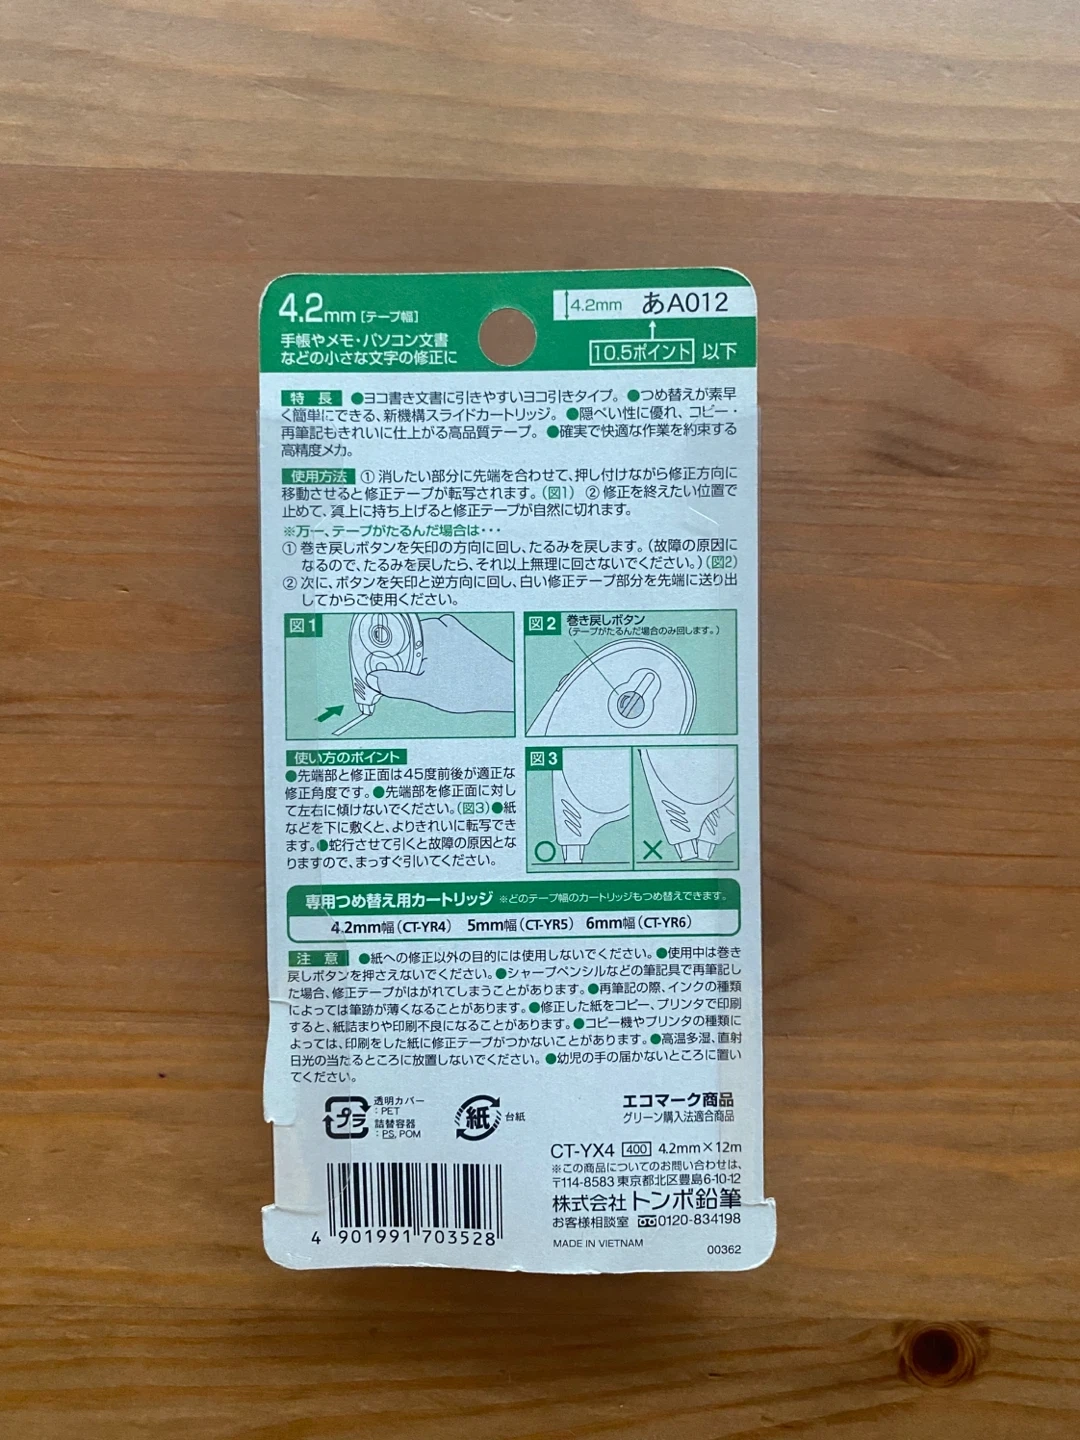 4.2mm [テープ幅]
手帳やメモ・パソコン文書
などの小さな文字の修正に
4.2mm あA012
10.5ポイント 以下
特長 ●ヨコ書き文書に引きやすいヨコ引きタイプ。●つめ替えが素早
く簡単にできる、新機構スライドカートリッジ。●隠ぺい性に優れ、コピー・
再筆記もきれいに仕上がる高品質テープ。●確実で快適な作業を約束する
高精度メカ。
使用方法 ① 消したい部分に先端を合わせて、押し付けながら修正方向に
移動させると修正テープが転写されます。(図1) ② 修正を終えたい位置で
止めて、真上に持ち上げると修正テープが自然に切れます。
※万一、テープがたるんだ場合は・・・
① 巻き戻しボタンを矢印の方向に回し、たるみを戻します。(故障の原因に
なるので、たるみを戻したら、それ以上無理に回さないでください。)(図2)
② 次に、ボタンを矢印と逆方向に回し、白い修正テープ部分を先端に送り出
してからご使用ください。
図1
図2 巻き戻しボタン
(テープがたるんだ場合のみ回します。)
使い方のポイント
●先端部と修正面は45度前後が適正な
修正角度です。●先端部を修正面に対し
て左右に傾けないでください。(図3)●紙
などを下に敷くと、よりきれいに転写でき
ます。●蛇行させて引くと故障の原因とな
りますので、まっすぐ引いてください。
図3
○ ×
専用つめ替え用カートリッジ ※どのテープ幅のカートリッジもつめ替えできます。
4.2mm幅(CT-YR4) 5mm幅(CT-YR5) 6mm幅(CT-YR6)
注意 ●紙への修正以外の目的には使用しないでください。●使用中は巻き
戻しボタンを押さえないでください。●シャープペンシルなどの筆記具で再筆記し
た場合、修正テープがはがれてしまうことがあります。●再筆記の際、インクの種類
によっては筆跡が薄くなることがあります。●修正した紙をコピー、プリンタで印刷
すると、紙詰まりや印刷不良になることがあります。●コピー機やプリンタの種類に
よっては、印刷をした紙に修正テープがつかないことがあります。●高温多湿、直射
日光の当たるところに放置しないでください。●幼児の手の届かないところに置い
てください。
プラ
透明カバー
:PET
詰替容器
:PS, POM
紙 台紙
エコマーク商品
グリーン購入法適合商品
CT-YX4 400 4.2mm×12m
※この商品についてのお問い合わせは、
〒114-8583 東京都北区豊島6-10-12
株式会社トンボ鉛筆
お客様相談室 0120-834198
MADE IN VIETNAM 00362
4 901991 703528